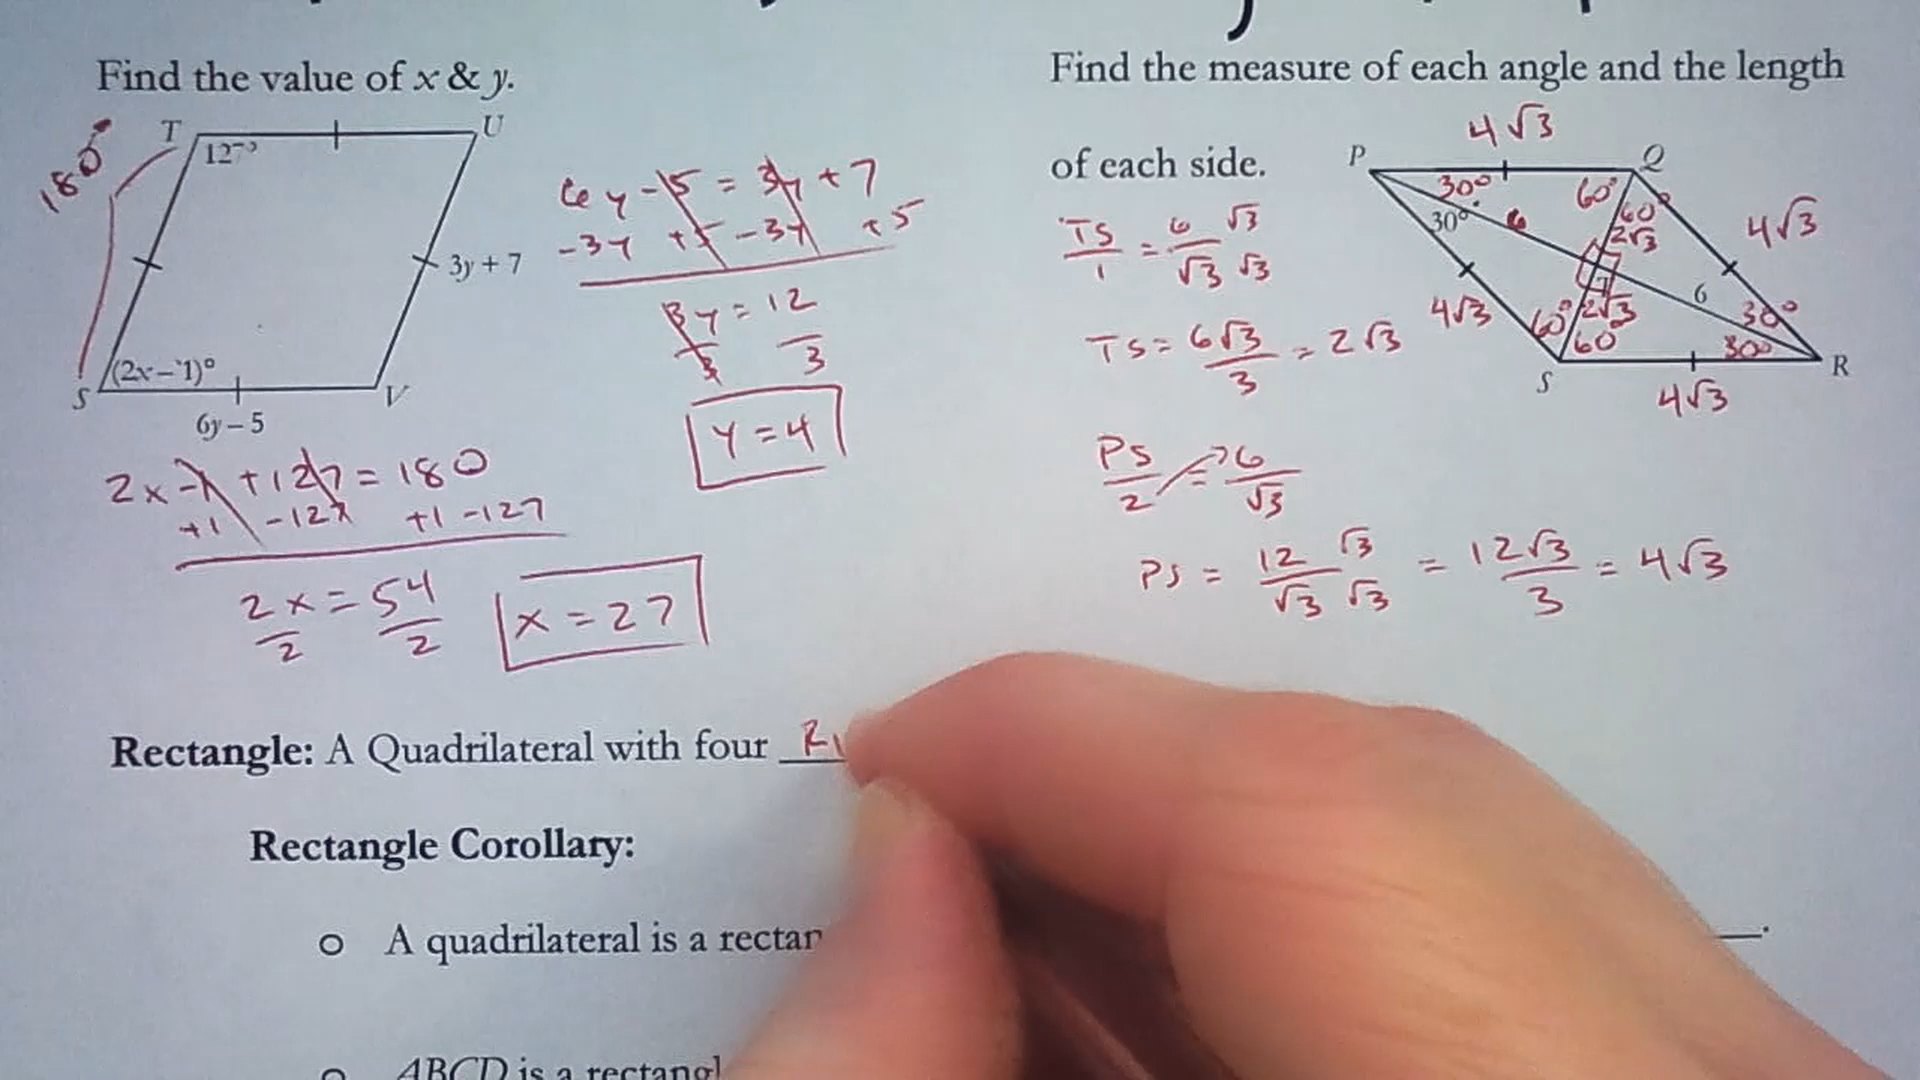 Find the value of x & y.
T
U
127°
180°
3y + 7
(2x – 1)°
S
V
6y – 5
6y - 15 = 3y + 7
-3y +5 -3y +5
3y = 12
3 3
y = 4
2x - 1 + 127 = 180
+1 -127 +1 -127
2x = 54
2 2
x = 27
Find the measure of each angle and the length
of each side.
4√3
P
Q
30°
60°
30°
6
60°
2√3
4√3
4√3
60°
2√3
6
30°
60°
30°
S
R
4√3
TS = 6 √3
1 √3 √3
TS = 6√3 = 2√3
3
PS = 6
2 √3
PS = 12 √3 = 12√3 = 4√3
√3 √3 3
Rectangle: A Quadrilateral with four Ri
Rectangle Corollary:
o A quadrilateral is a rectan
.
o ABCD is a rectangl